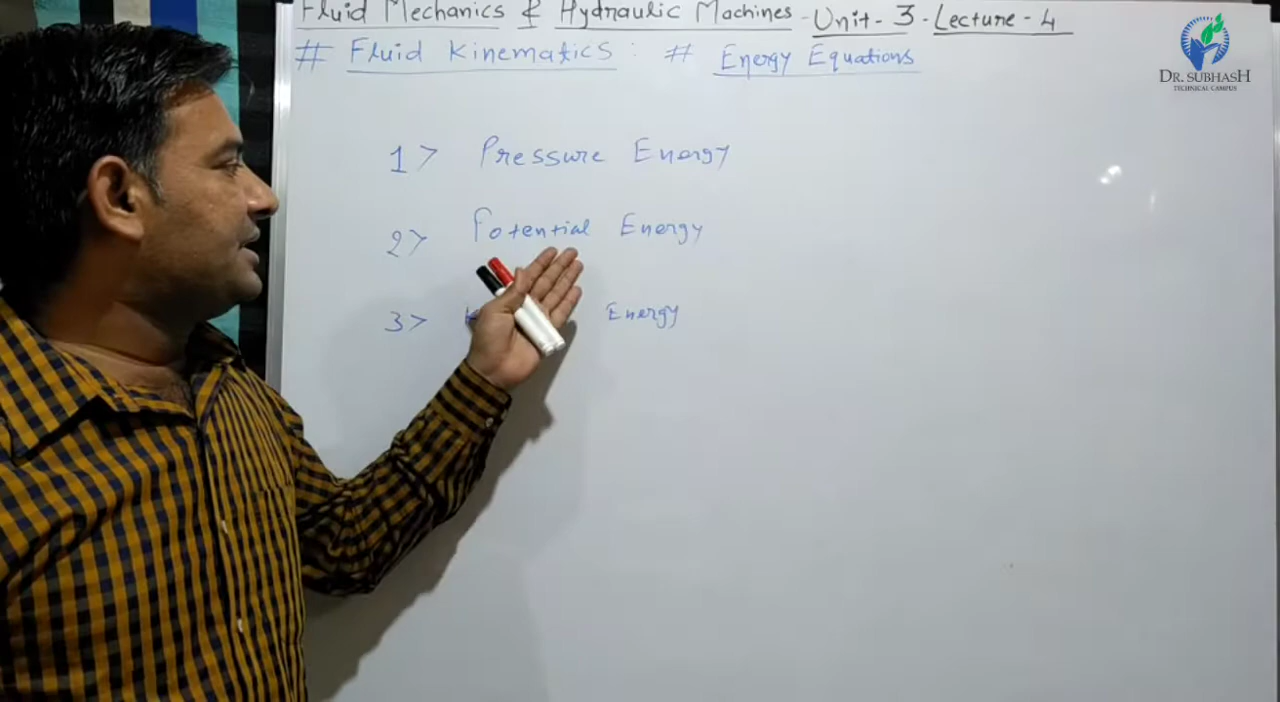 Fluid Mechanics & Hydraulic Machines - Unit - 3 - Lecture - 4
# Fluid Kinematics : # Energy Equations
DR. SUBHASH
TECHNICAL CAMPUS
1> Pressure Energy
2> Potential Energy
3> Energy